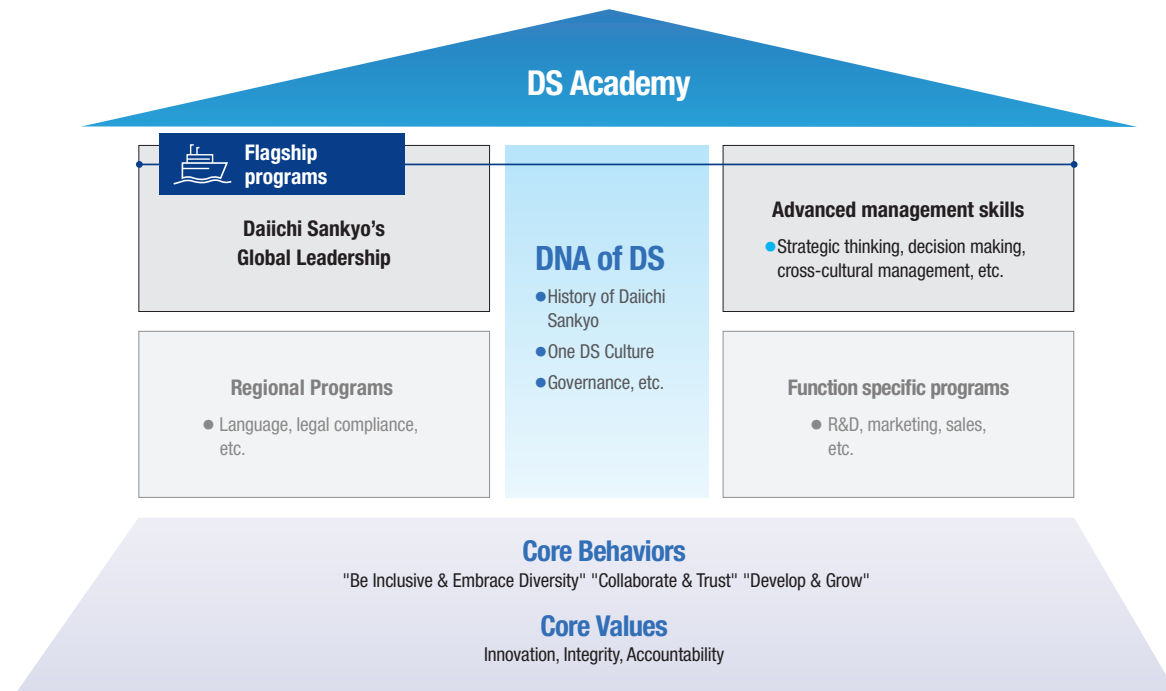 DS Academy
Flagship
programs
Daiichi Sankyo's
Global Leadership
DNA of DS
●History of Daiichi
Sankyo
●One DS Culture
●Governance, etc.
Advanced management skills
●Strategic thinking, decision making,
cross-cultural management, etc.
Regional Programs
● Language, legal compliance,
etc.
Function specific programs
● R&D, marketing, sales,
etc.
Core Behaviors
"Be Inclusive & Embrace Diversity" "Collaborate & Trust" "Develop & Grow"
Core Values
Innovation, Integrity, Accountability